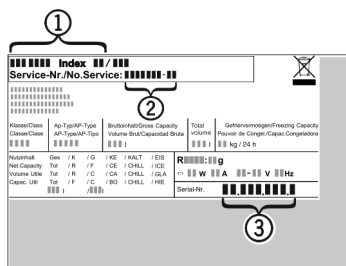 1
Index / 
Service-Nr./No.Service: -
2
Klasse/Class Ap-Typ/AP-Type Bruttoinhalt/Gross Capacity Total Gefriervermoegen/Freezing Capacity
Classe/Clase AP-Type/AP-Tipo Volume Brut/Capacidad Bruta volume Pouvoir de Congel./Capac.Congeladora
l l kg / 24 h
Nutzinhalt Ges / K / G / KE / KALT / EIS
Net.Capacity Tot / R / F / CE / CHILL / ICE
Volume Utile Tot / R / C / CA / CHILL / GLA
Capec. Util Tot / F / C / BO / CHILL / HIE
l / l
R : g
W A - V Hz
Serial-Nr. . . .
3